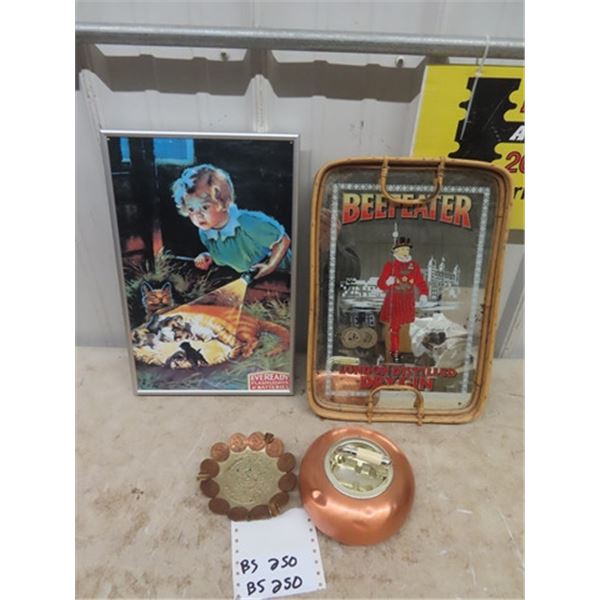 BEEFEATER
LONDON DISTILLED
DRY GIN
EVEREADY
FLASHLIGHTS
& BATTERIES
BS 250
BS 250